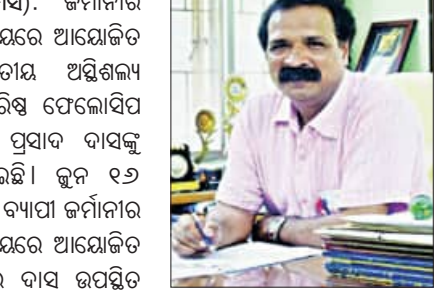 ଜର୍ମାନୀର
ୟରେ ଆୟୋଜିତ
ତୀୟ ଅସ୍ଥିଶଲ୍ୟ
ରିଷ୍ଠ ଫେଲୋସିପ
ପ୍ରସାଦ ଦାସଙ୍କୁ
ଇଛି। ଜୁନ ୧୬
ବ୍ୟାପୀ ଜର୍ମାନୀର
ୟରେ ଆୟୋଜିତ
ଦାସ ଉପସ୍ଥିତ